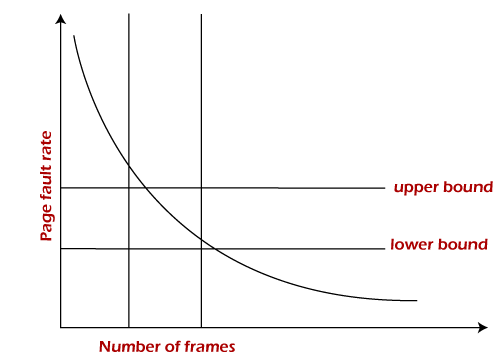 Page fault rate
upper bound
lower bound
Number of frames